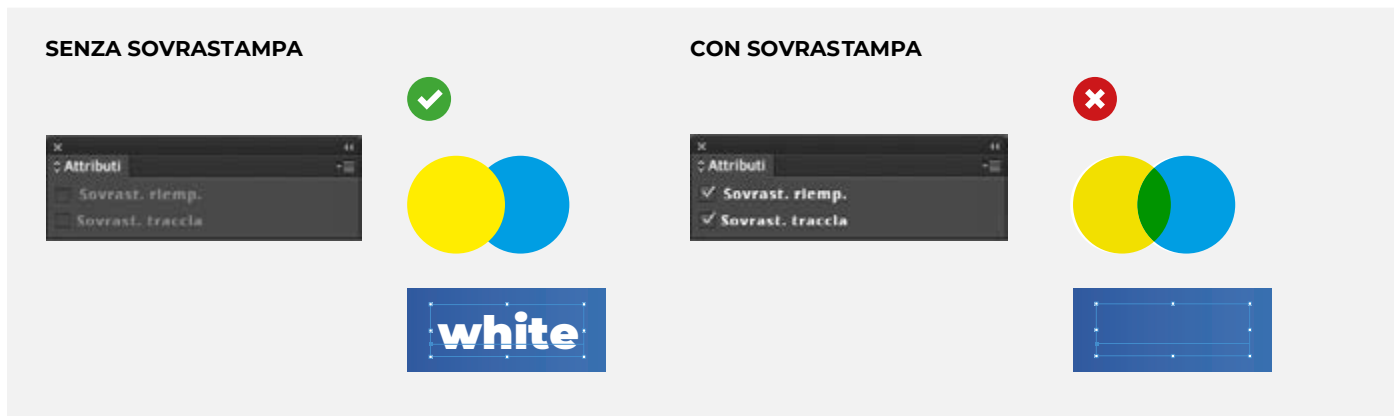 SENZA SOVRASTAMPA
Attributi
Sovrast. riemp.
Sovrast. traccia
white
CON SOVRASTAMPA
Attributi
Sovrast. riemp.
Sovrast. traccia